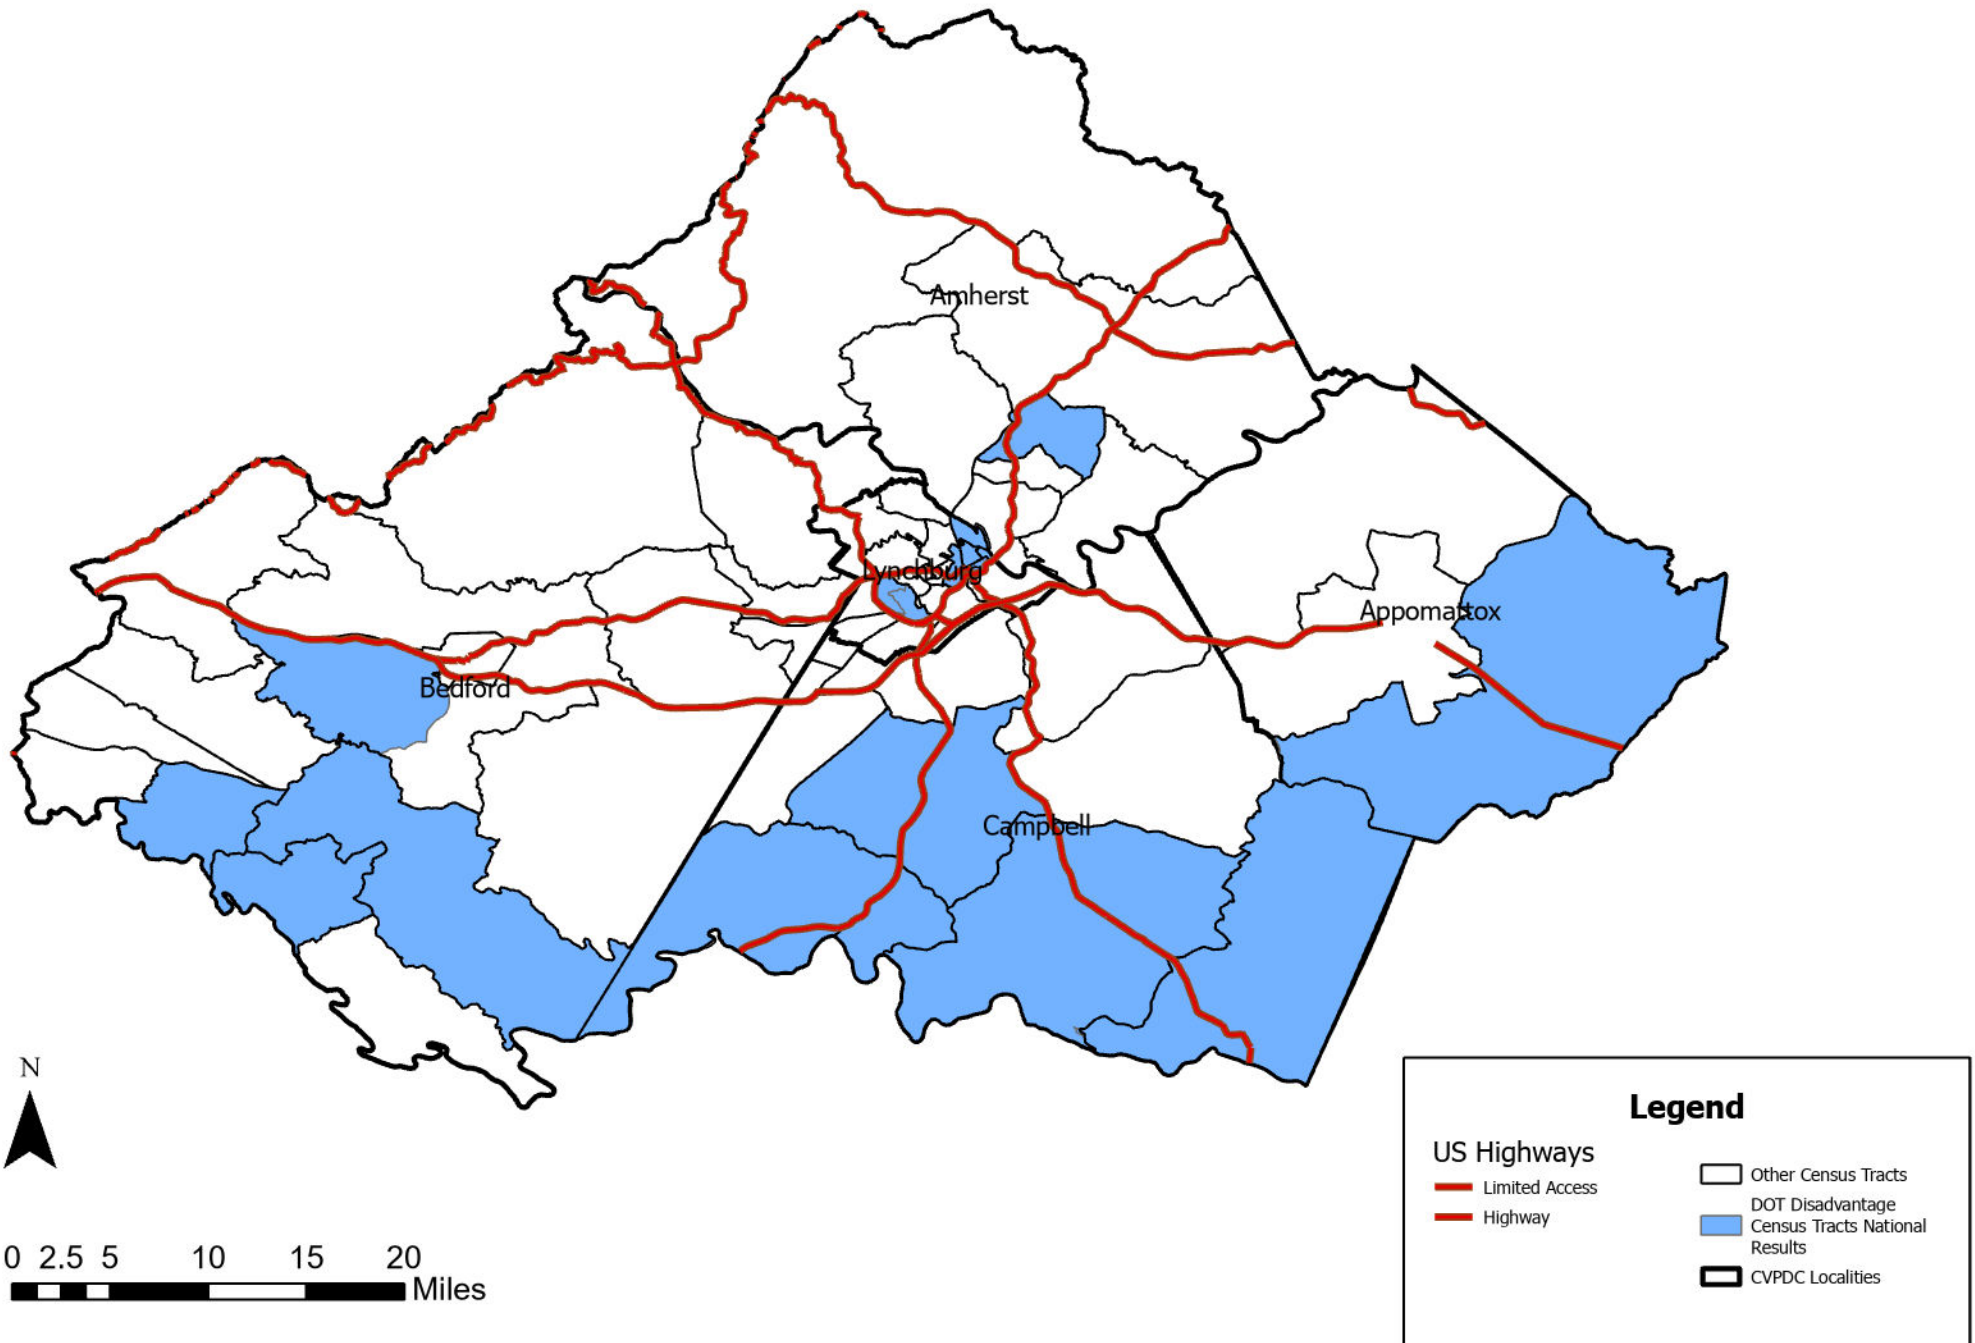 Amherst
Lynchburg
Appomattox
Bedford
Campbell
N
0 2.5 5 10 15 20
Miles
Legend
US Highways
Limited Access
Highway
Other Census Tracts
DOT Disadvantage
Census Tracts National
Results
CVPDC Localities